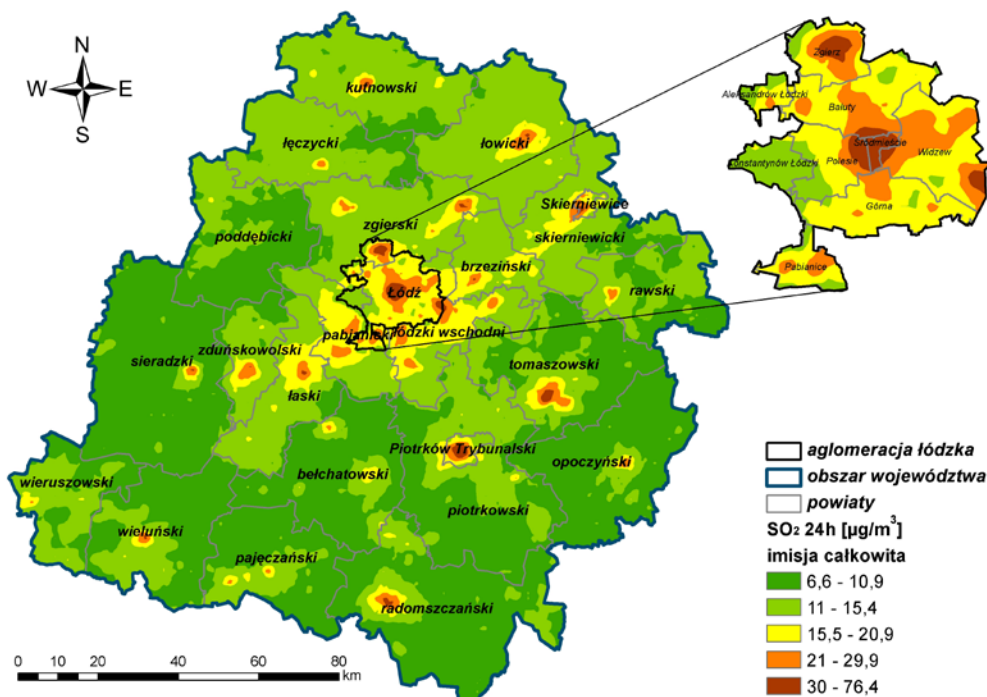 N
W E
S
kutnowski
łęczycki
łowicki
zgierski
Skierniewice
skierniewicki
poddębicki
brzeziński
rawski
Łódź
pabianicki
łódzki wschodni
sieradzki
zduńskowolski
łaski
tomaszowski
Piotrków Trybunalski
opoczyński
bełchatowski
wieruszowski
piotrkowski
wieluński
pajęczański
radomszczański
0 20 40 60 80
km
Zgierz
Aleksandrów Łódzki
Bałuty
Śródmieście
Konstantynów Łódzki
Polesie
Widzew
Górna
Pabianice
aglomeracja łódzka
obszar województwa
powiaty
SO₂ 24h [µg/m³]
imisja całkowita
6,6 - 10,9
11 - 15,4
15,5 - 20,9
21 - 29,9
30 - 76,4